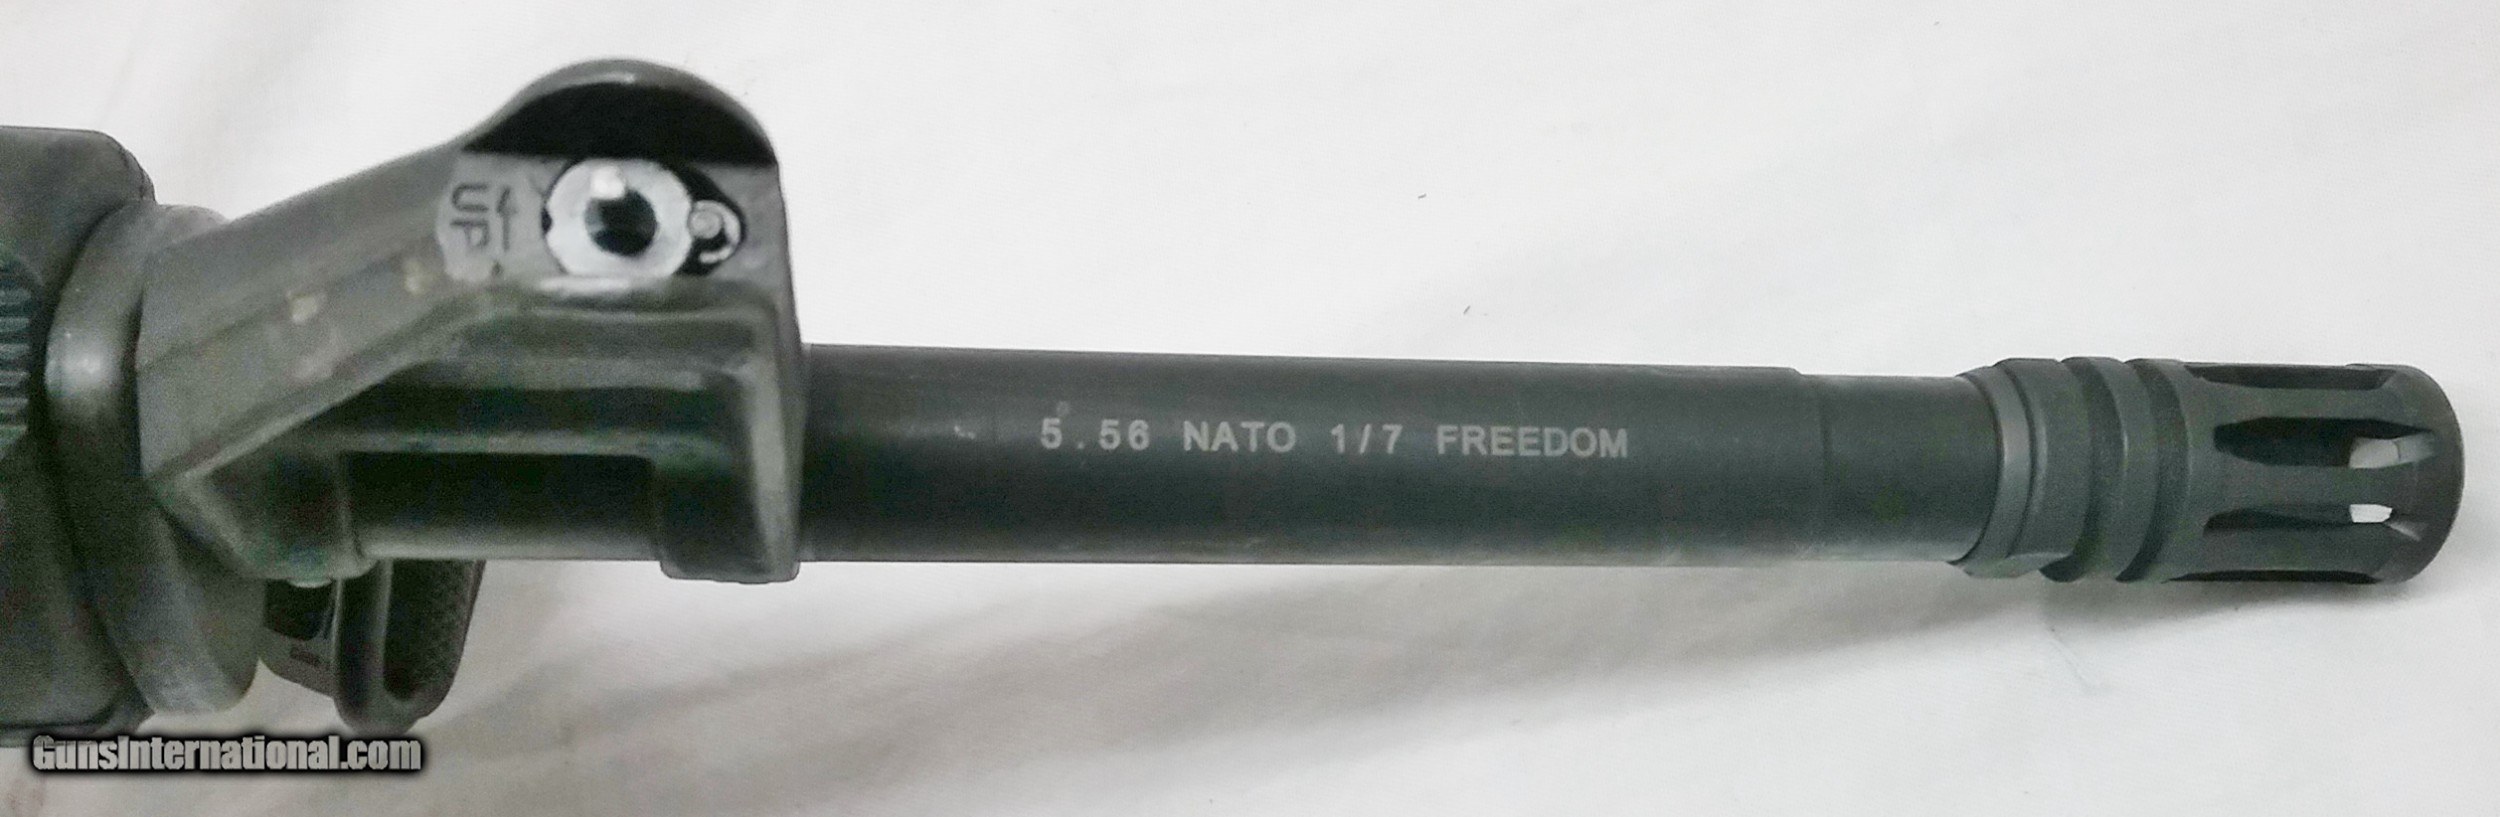 UP
5.56 NATO 1/7 FREEDOM
GunsInternational.com